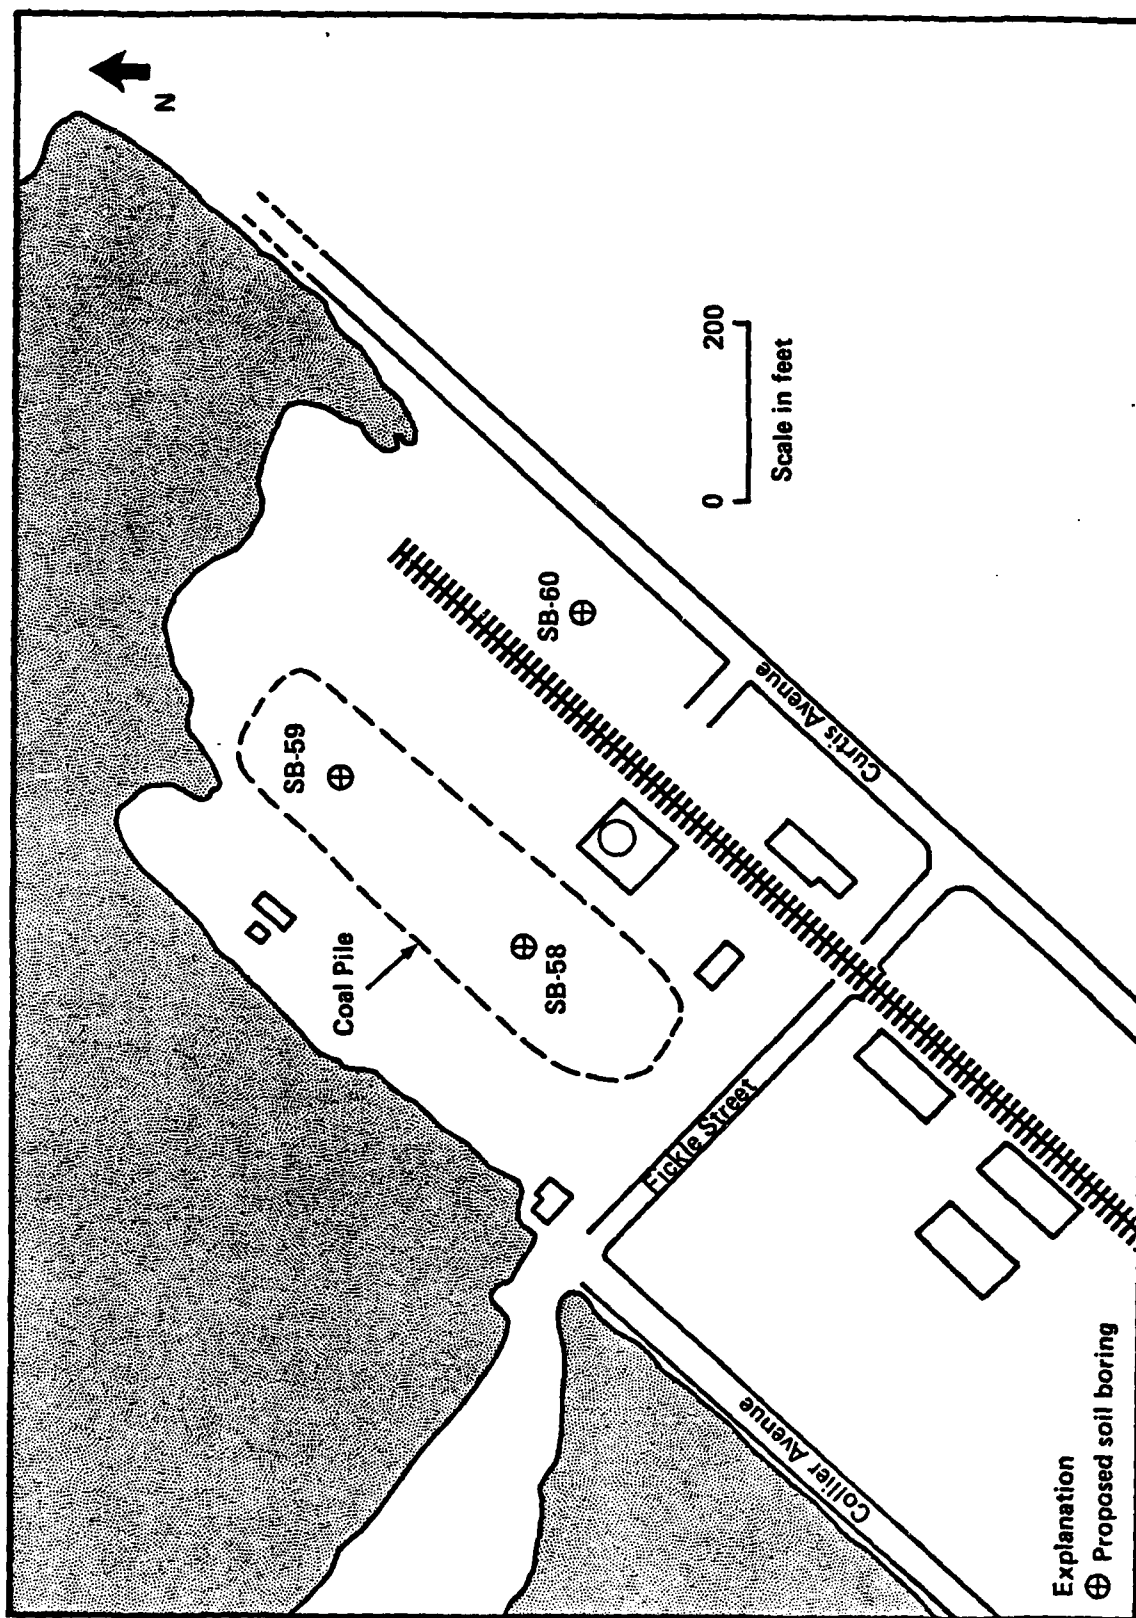 N
SB-59
SB-60
Coal Pile
SB-58
Fickle Street
Curtis Avenue
Collier Avenue
0 200
Scale in feet
Explanation
⊕ Proposed soil boring